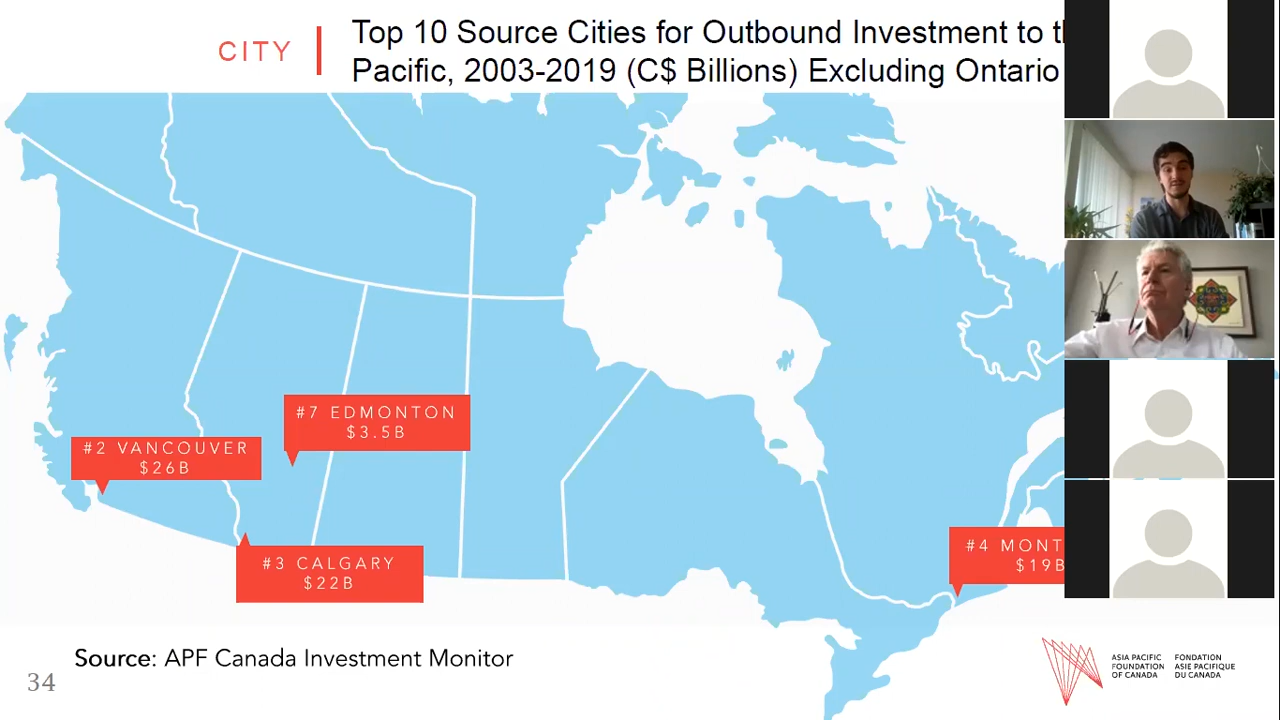 CITY
Top 10 Source Cities for Outbound Investment to
Pacific, 2003-2019 (C$ Billions) Excluding Ontario
#7 EDMONTON
$3.5B
#2 VANCOUVER
$26B
#3 CALGARY
$22B
#4 MONT
$19B
Source: APF Canada Investment Monitor
34
ASIA PACIFIC
FOUNDATION
OF CANADA
FONDATION
ASIE PACIFIQUE
DU CANADA